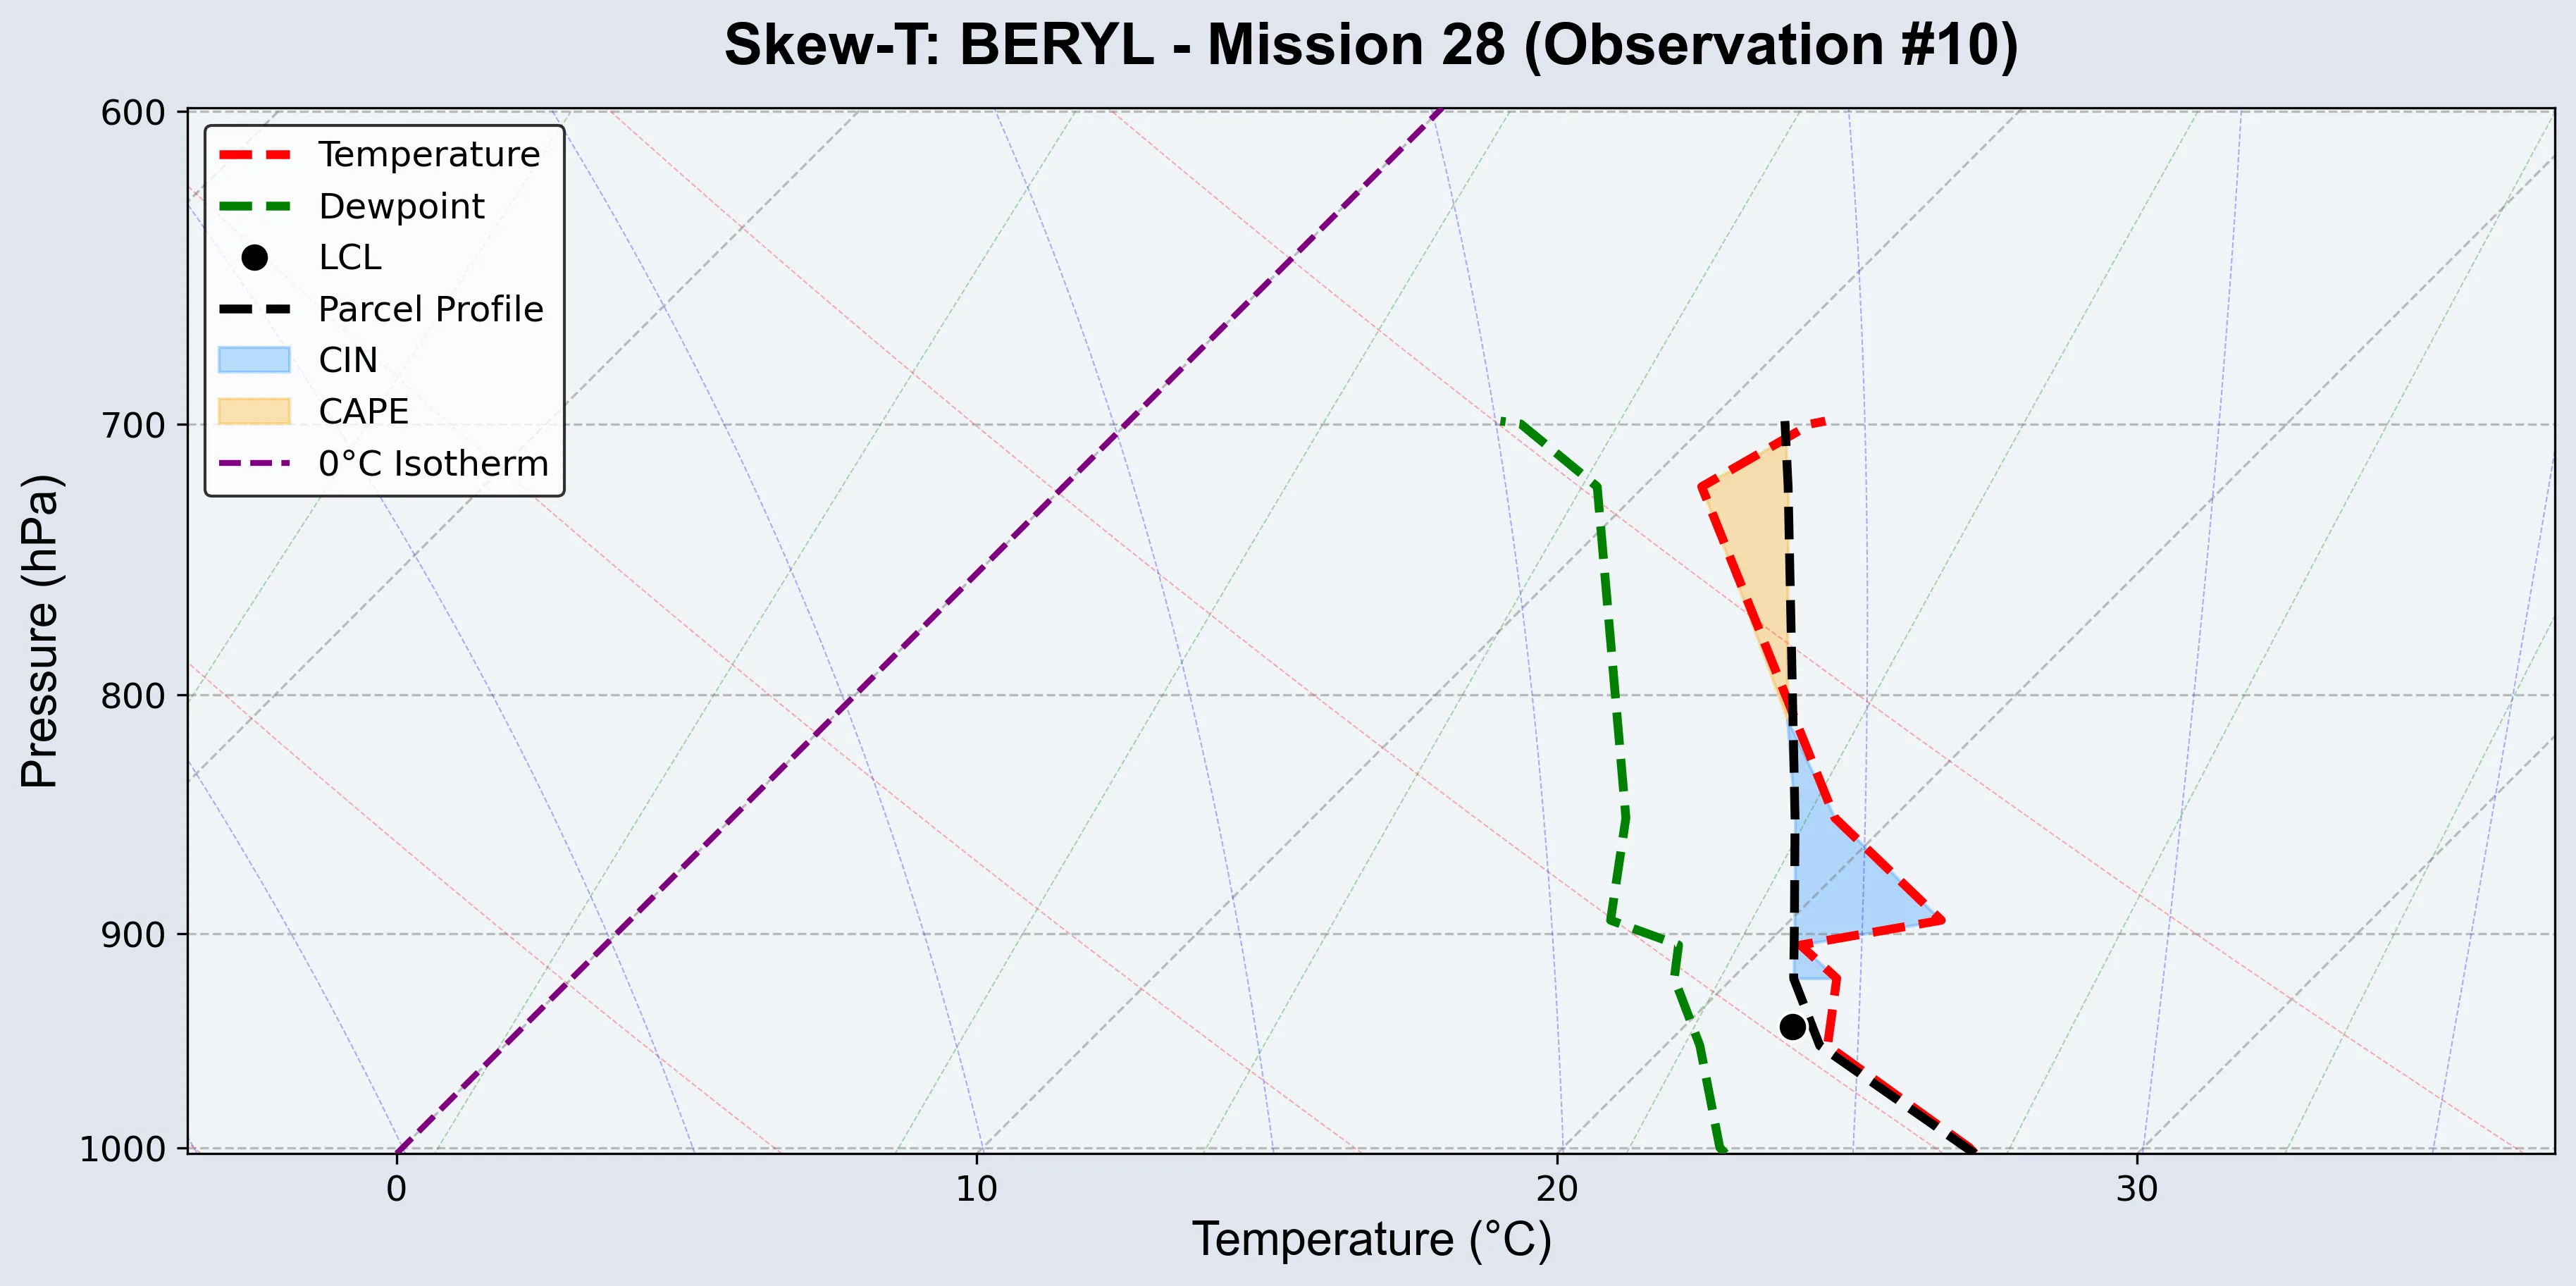 Skew-T: BERYL - Mission 28 (Observation #10)
600
700
800
900
1000
Pressure (hPa)
Temperature
Dewpoint
LCL
Parcel Profile
CIN
CAPE
0°C Isotherm
0
10
20
30
Temperature (°C)